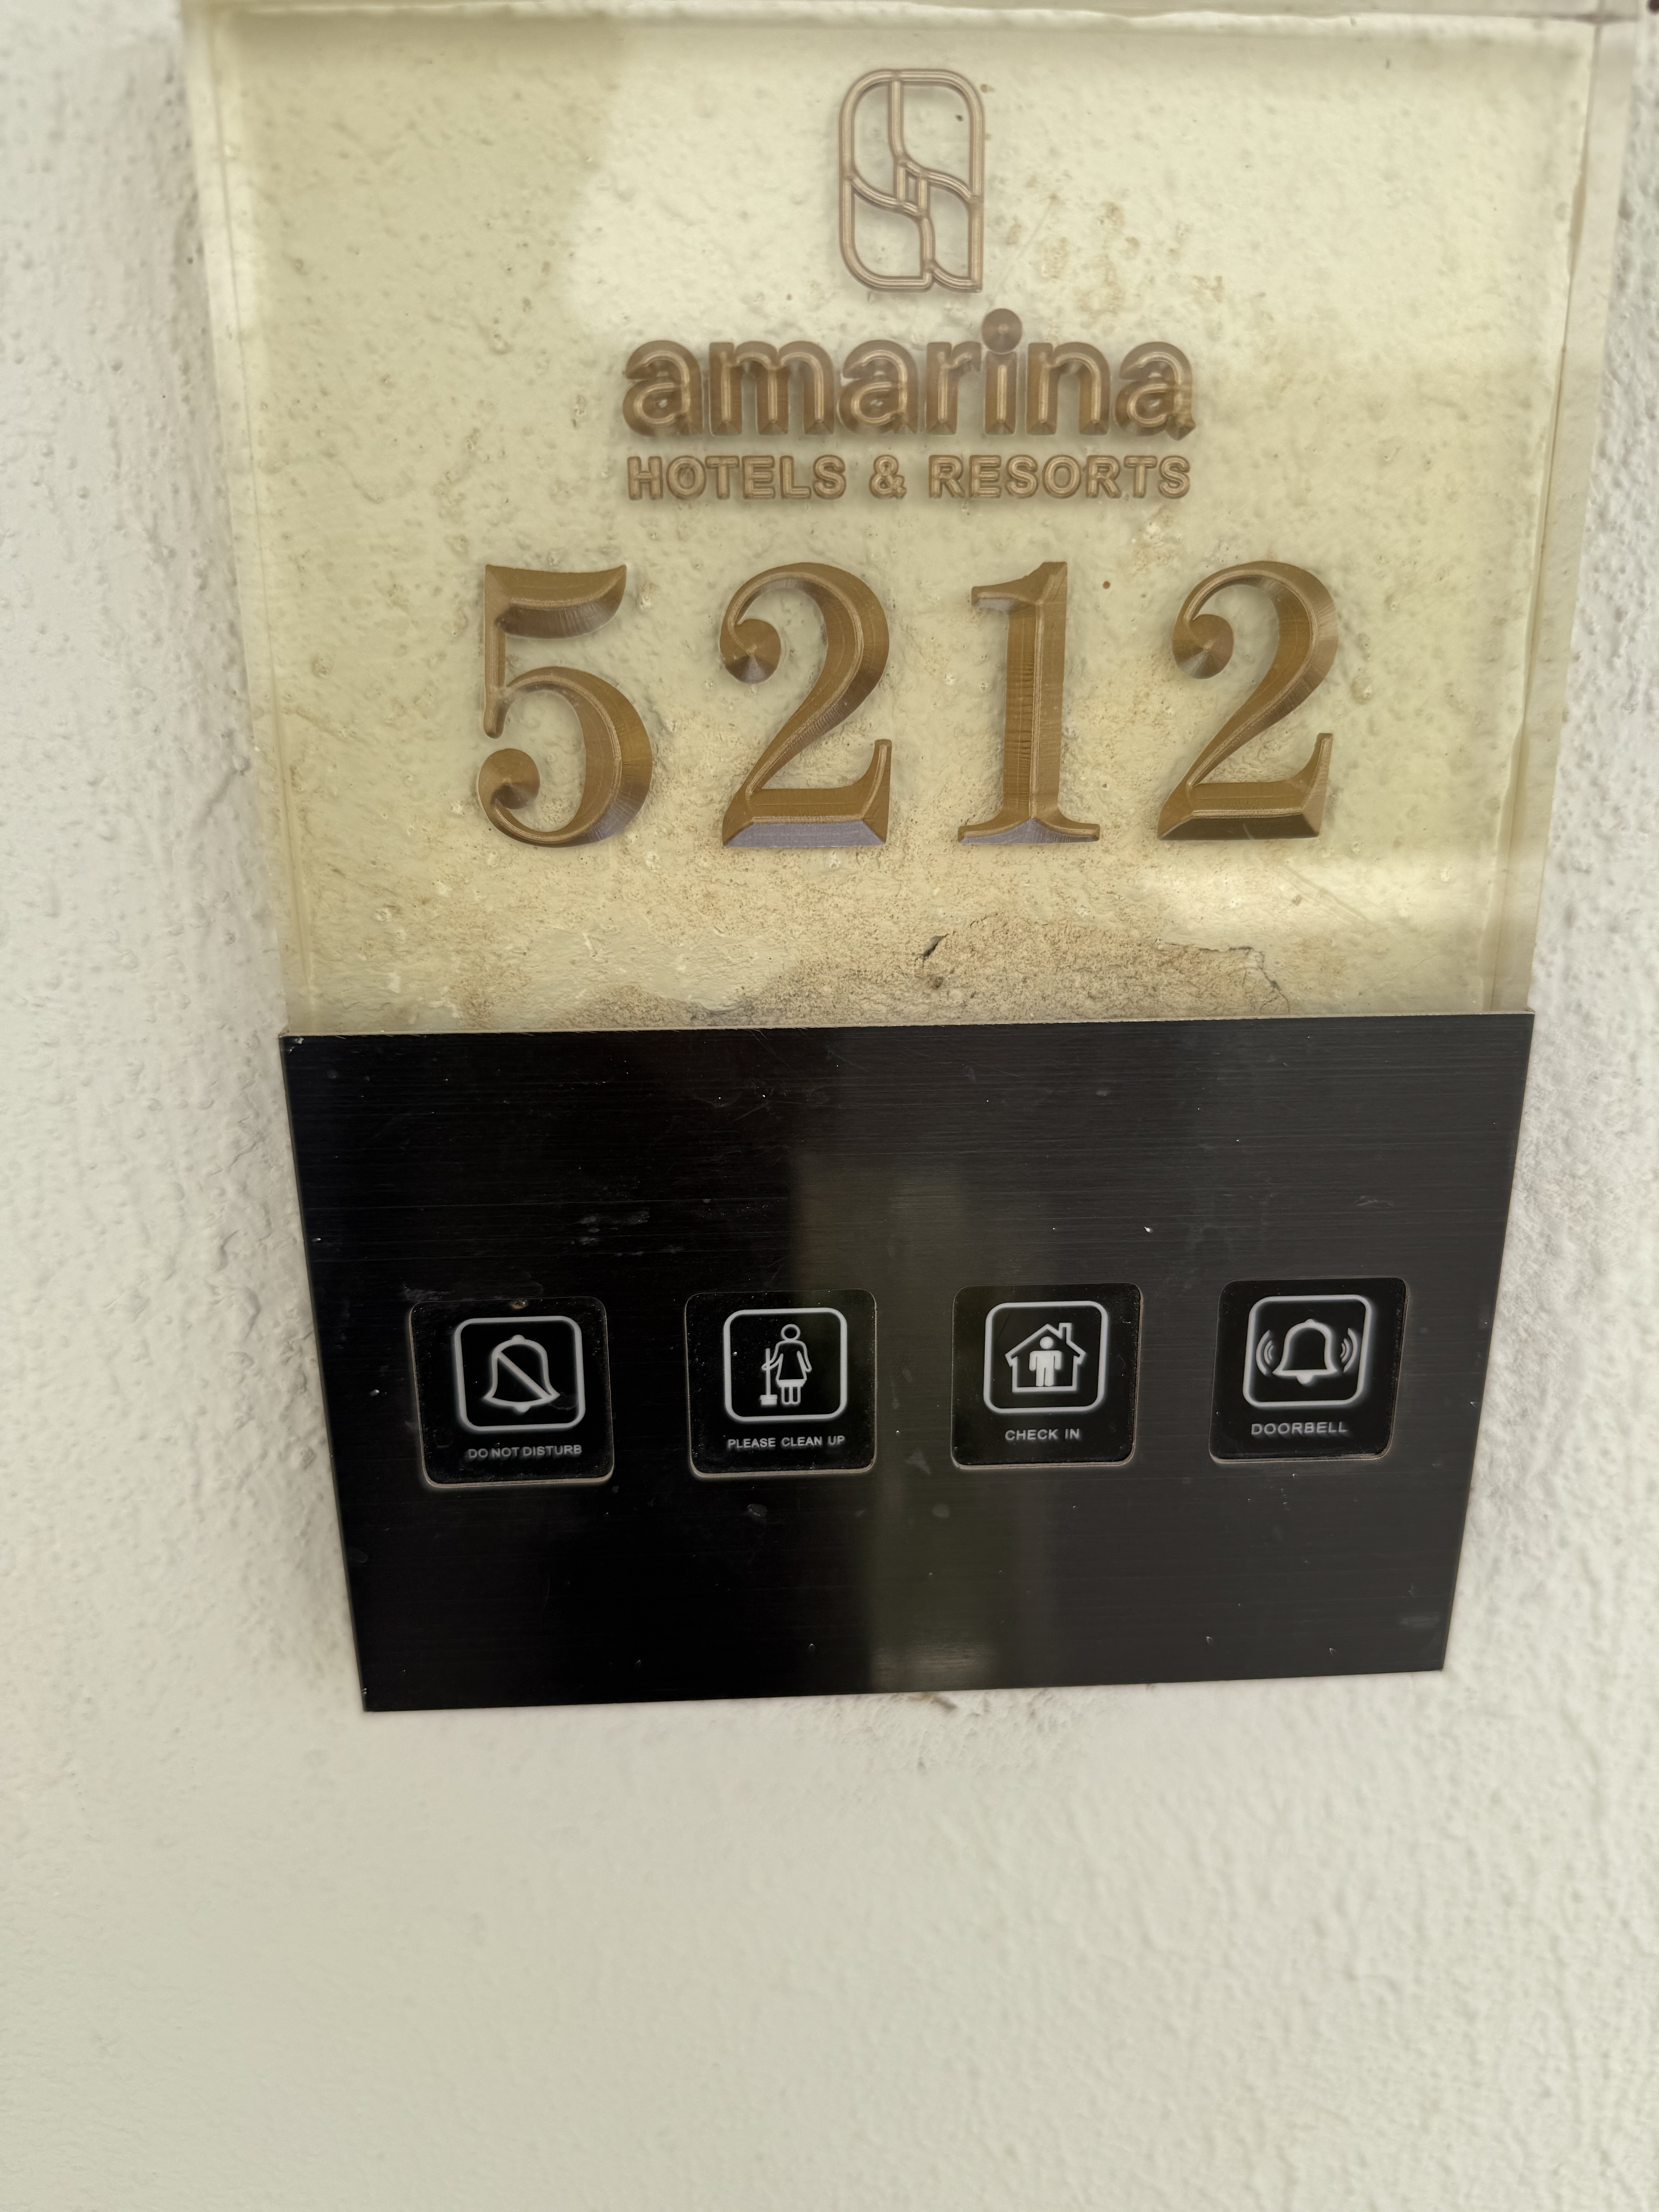 amarina
HOTELS & RESORTS
5212
DO NOT DISTURB
PLEASE CLEAN UP
CHECK IN
DOORBELL